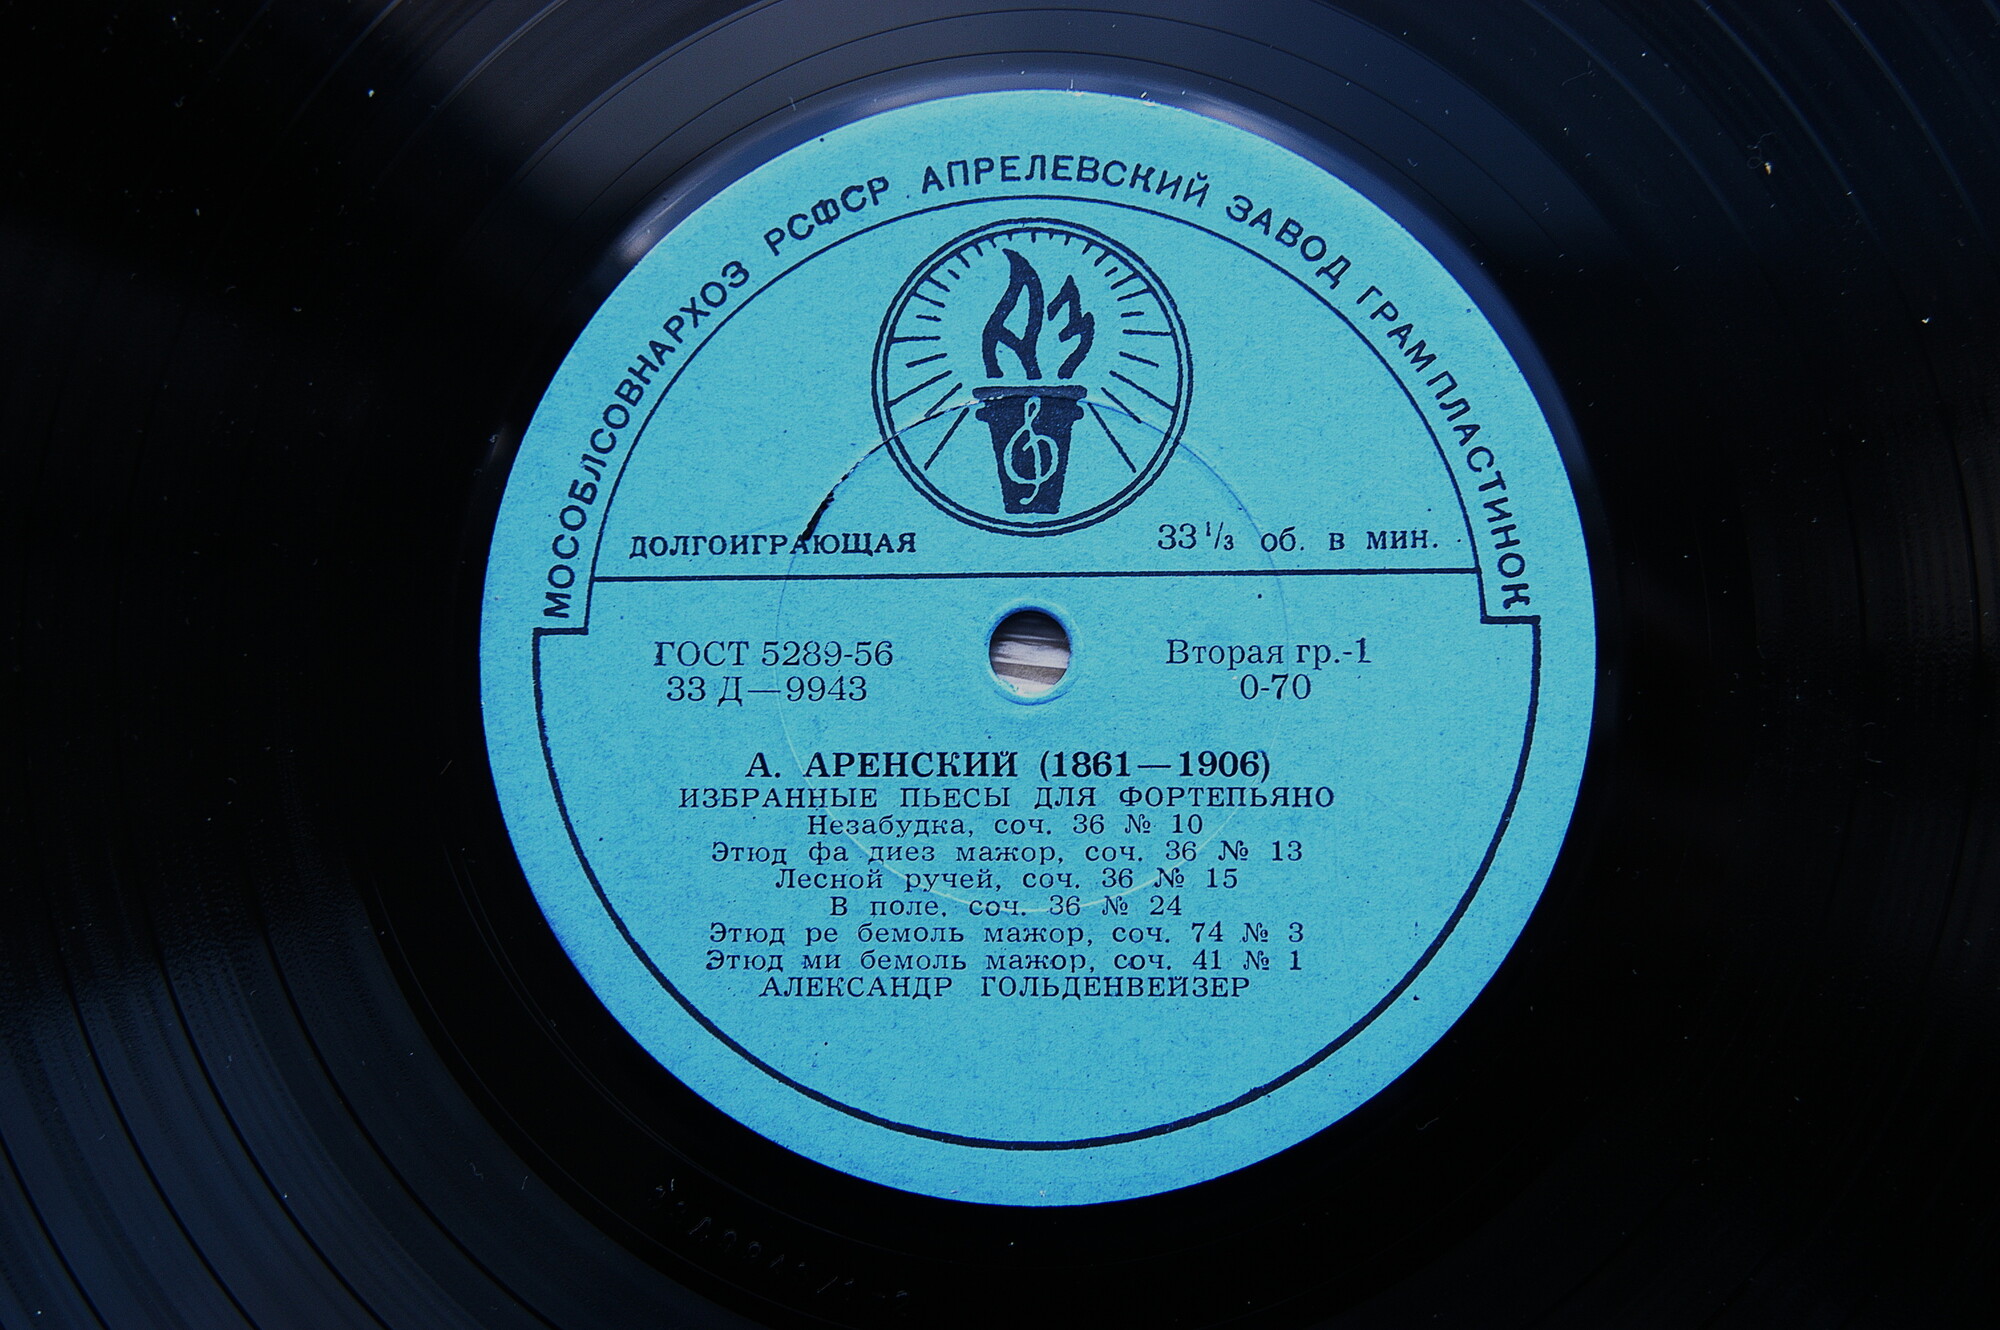 МОСОБЛСОВНАРХОЗ РСФСР АПРЕЛЕВСКИЙ ЗАВОД ГРАМПЛАСТИНОК
АЗ
ДОЛГОИГРАЮЩАЯ 33 1/3 об. в мин.
ГОСТ 5289-56 Вторая гр.-1
33 Д—9943 0-70
А. АРЕНСКИЙ (1861—1906)
ИЗБРАННЫЕ ПЬЕСЫ ДЛЯ ФОРТЕПЬЯНО
Незабудка, соч. 36 № 10
Этюд фа диез мажор, соч. 36 № 13
Лесной ручей, соч. 36 № 15
В поле, соч. 36 № 24
Этюд ре бемоль мажор, соч. 74 № 3
Этюд ми бемоль мажор, соч. 41 № 1
АЛЕКСАНДР ГОЛЬДЕНВЕЙЗЕР